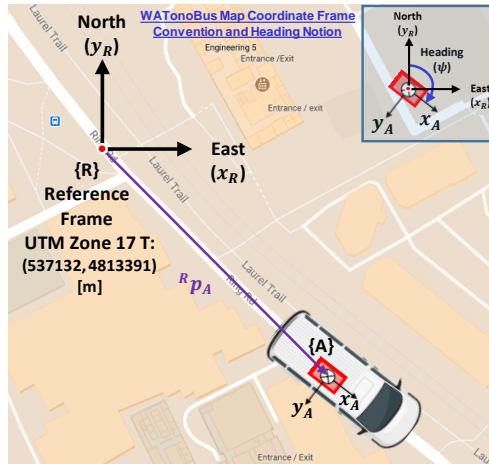 WATonoBus Map Coordinate Frame
Convention and Heading Notion
North
(y_R)
Engineering 5
Entrance /Exit
Entrance / exit
Laurel Trail
Ring Rd
Laurel Trail
East
(x_R)
{R}
Reference
Frame
UTM Zone 17 T:
(537132, 4813391)
[m]
^R p_A
Ring Rd
Laurel Trail
{A}
y_A
x_A
Entrance / Exit
North
(y_R)
Heading
(ψ)
East
(x_R)
y_A
x_A